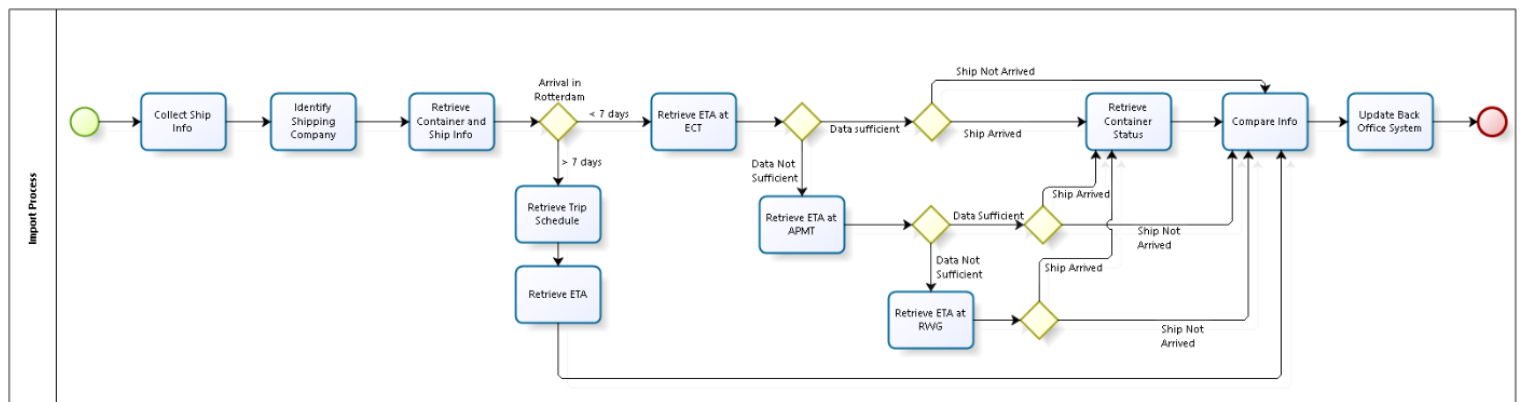 Import Process
Collect Ship
Info
Identify
Shipping
Company
Retrieve
Container and
Ship Info
Arrival in
Rotterdam
< 7 days
> 7 days
Retrieve Trip
Schedule
Retrieve ETA
Retrieve ETA at
ECT
Data sufficient
Data Not
Sufficient
Ship Not Arrived
Ship Arrived
Retrieve
Container
Status
Compare Info
Update Back
Office System
Retrieve ETA at
APMT
Data Sufficient
Data Not
Sufficient
Ship Arrived
Ship Not
Arrived
Retrieve ETA at
RWG
Ship Arrived
Ship Not
Arrived